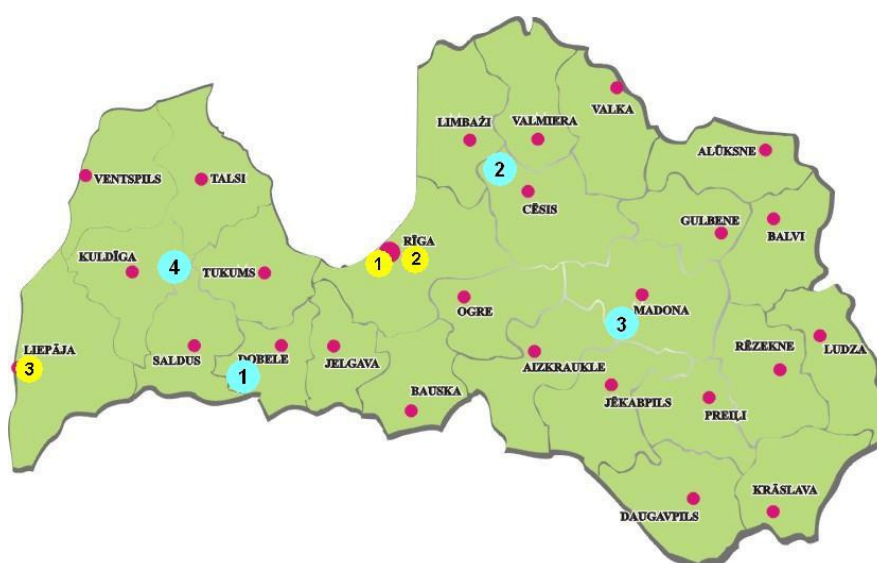 VALKA
LIMBAŽI
VALMIERA
ALŪKSNE
2
VENTSPILS
TALSI
CĒSIS
GULBENE
BALVI
RĪGA
1
2
KULDĪGA
4
TUKUMS
OGRE
MADONA
3
LIEPĀJA
3
SALDUS
DOBELE
1
JELGAVA
AIZKRAUKLE
RĒZEKNE
LUDZA
BAUSKA
JĒKABPILS
PREIĻI
KRĀSLAVA
DAUGAVPILS